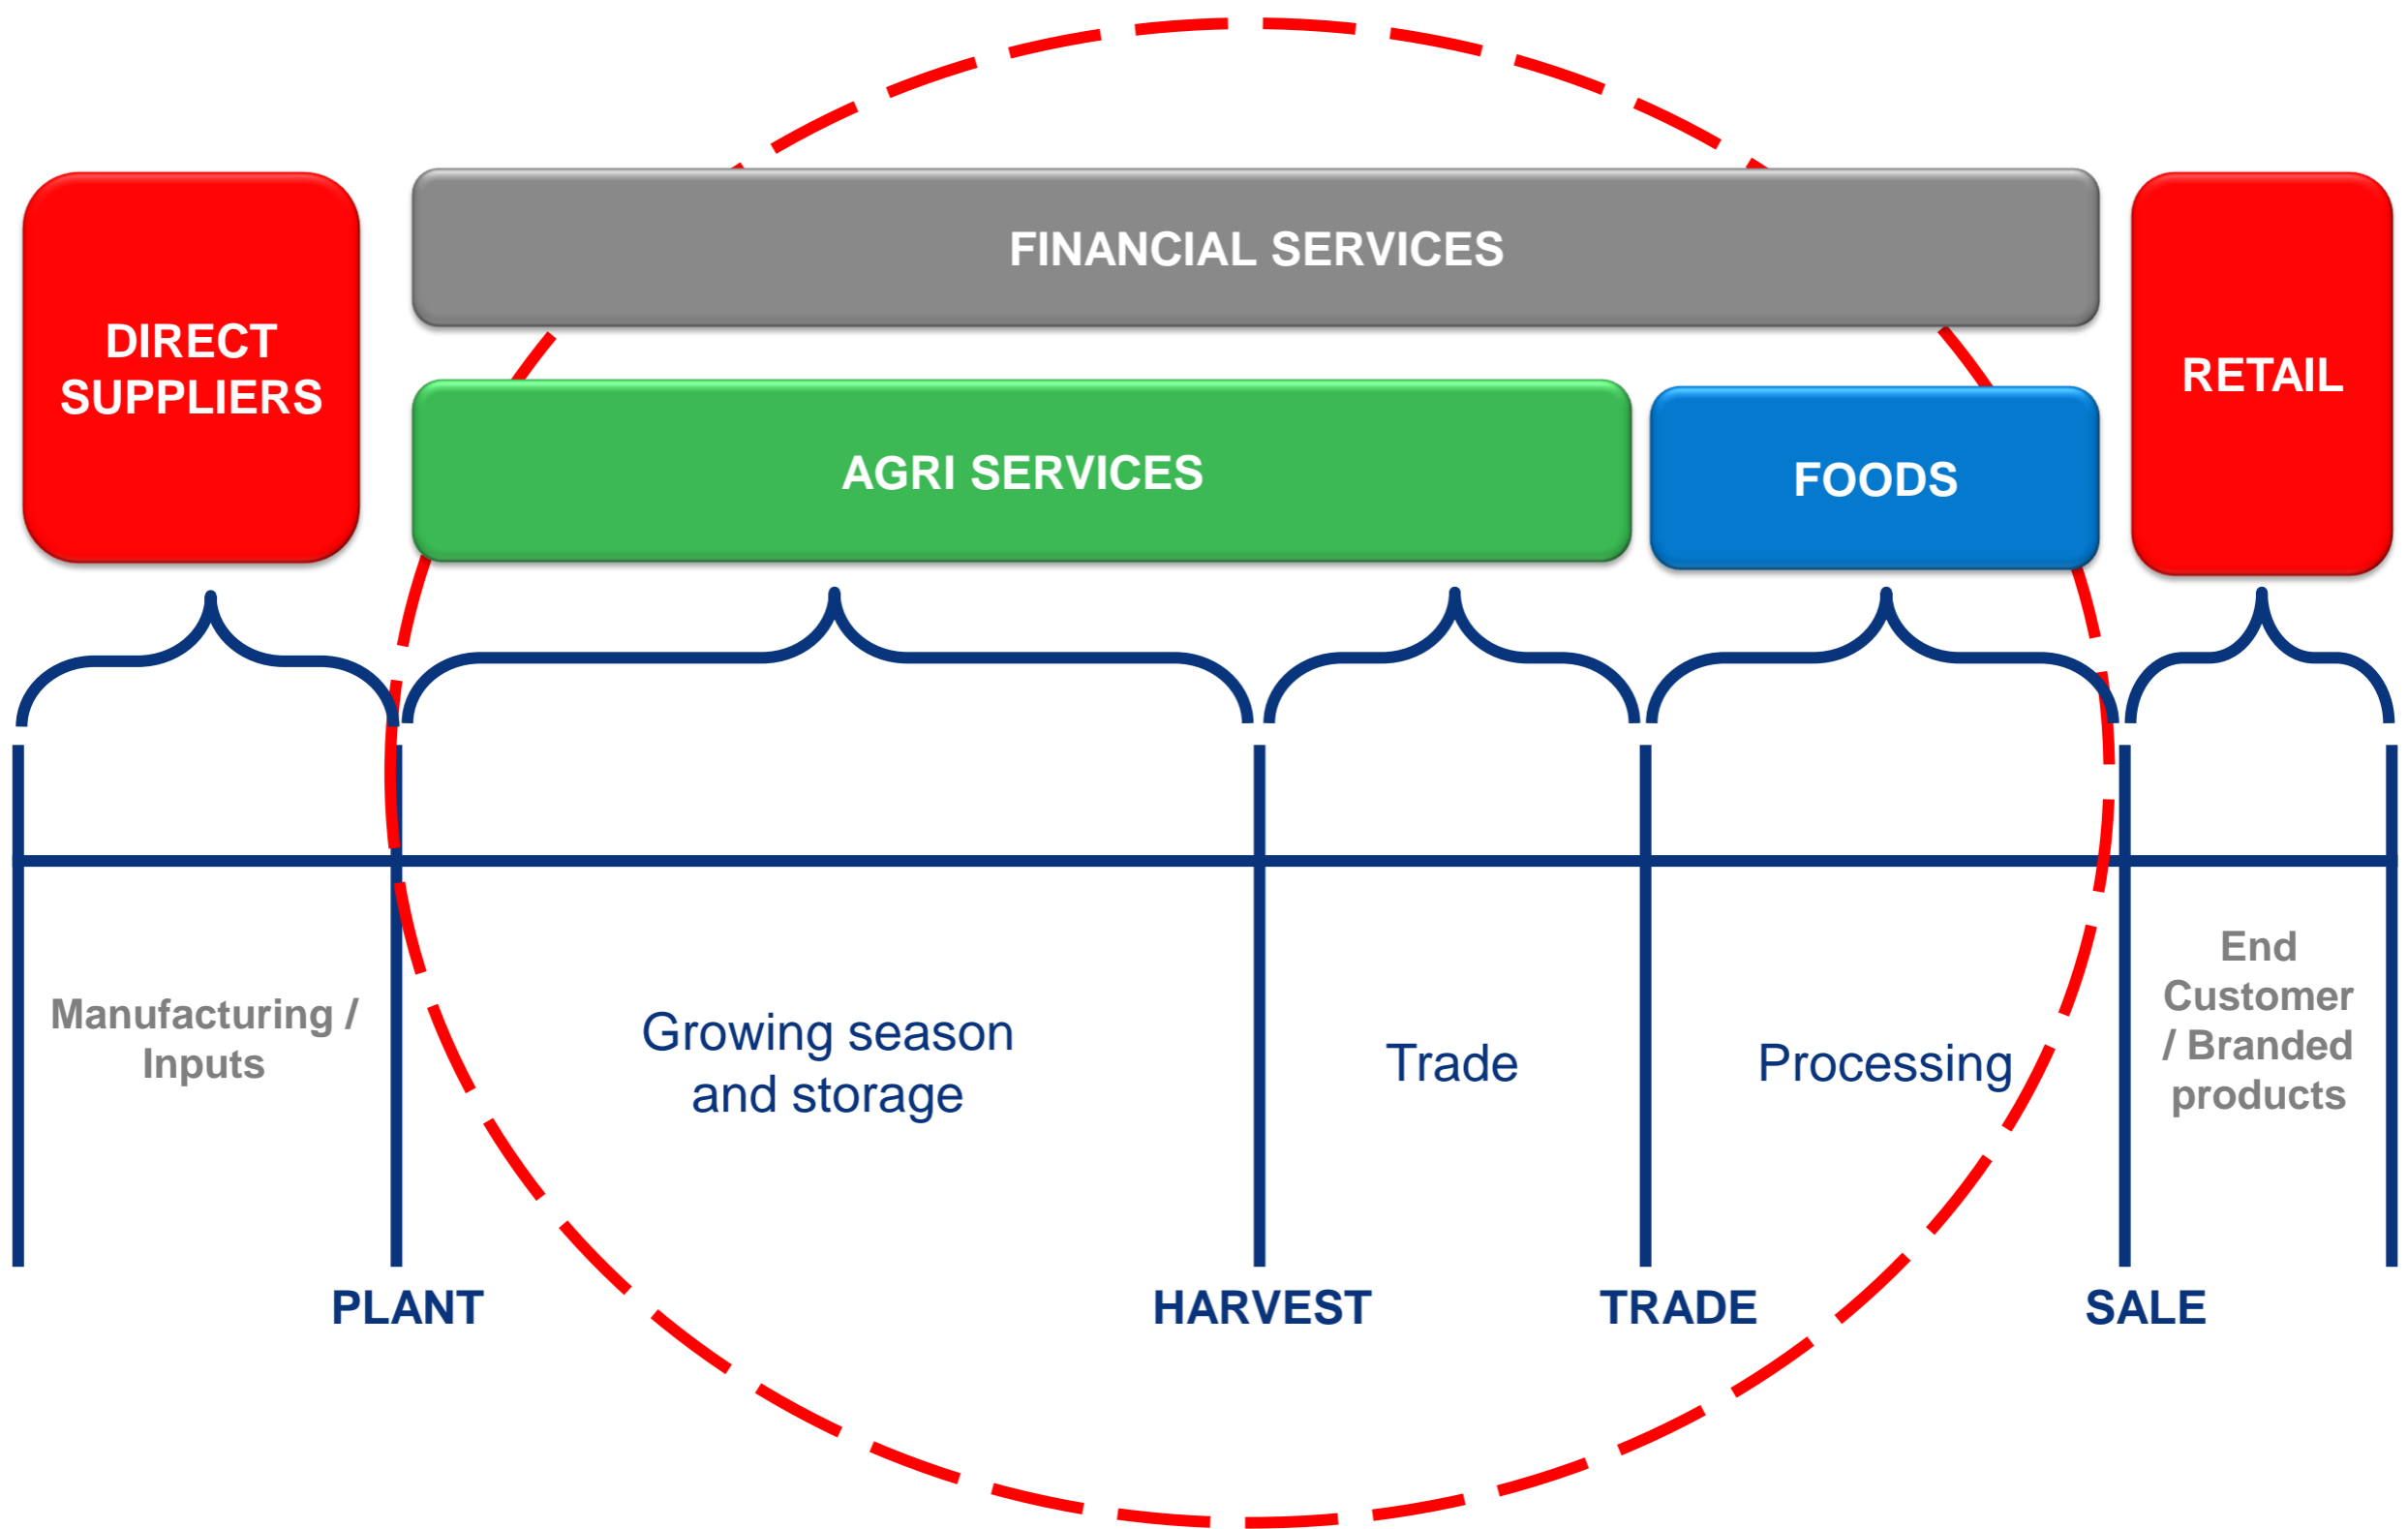 FINANCIAL SERVICES
DIRECT
SUPPLIERS
RETAIL
AGRI SERVICES
FOODS
Manufacturing /
Inputs
Growing season
and storage
Trade
Processing
End
Customer
/ Branded
products
PLANT
HARVEST
TRADE
SALE